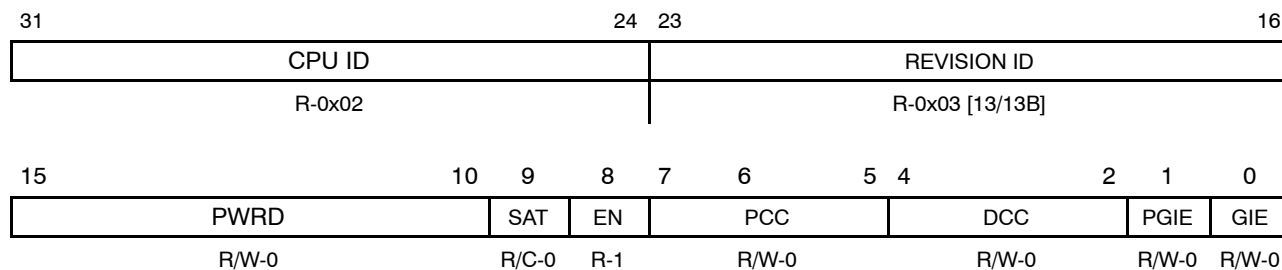 31 24 23 16
CPU ID REVISION ID
R-0x02 R-0x03 [13/13B]
15 10 9 8 7 6 5 4 2 1 0
PWRD SAT EN PCC DCC PGIE GIE
R/W-0 R/C-0 R-1 R/W-0 R/W-0 R/W-0 R/W-0